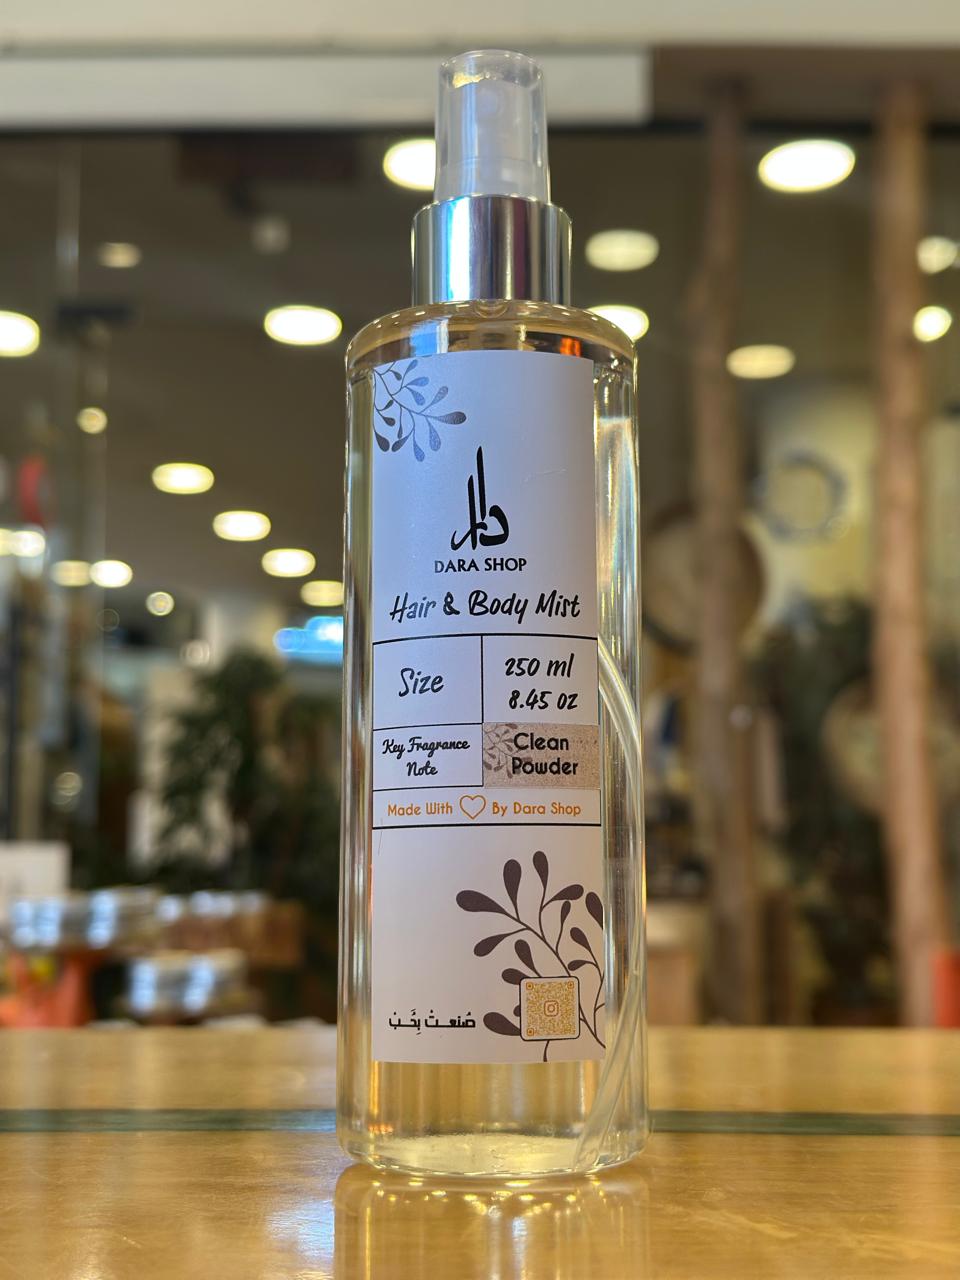 دارا
DARA SHOP
Hair & Body Mist
Size
250 ml
8.45 oz
Key Fragrance
Note
Clean
Powder
Made With By Dara Shop
صُنعتْ بِحُبْ